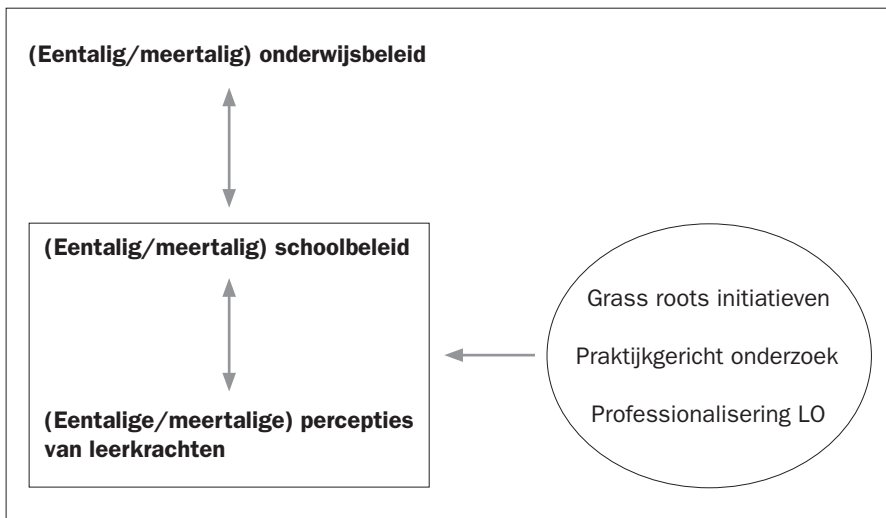 (Eentalig/meertalig) onderwijsbeleid
(Eentalig/meertalig) schoolbeleid
(Eentalige/meertalige) percepties
van leerkrachten
Grass roots initiatieven
Praktijkgericht onderzoek
Professionalisering LO